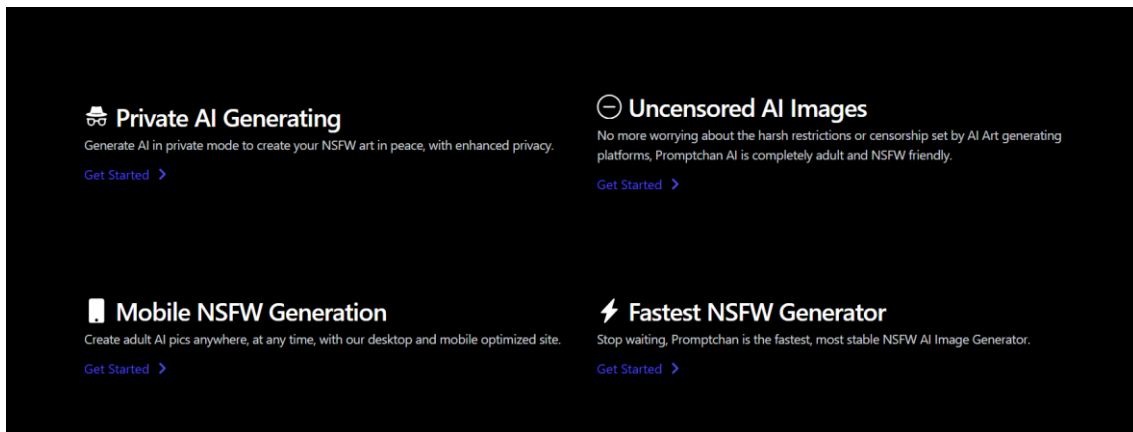 Private AI Generating
Generate AI in private mode to create your NSFW art in peace, with enhanced privacy.
Get Started
Uncensored AI Images
No more worrying about the harsh restrictions or censorship set by AI Art generating
platforms, Promptchan AI is completely adult and NSFW friendly.
Get Started
Mobile NSFW Generation
Create adult AI pics anywhere, at any time, with our desktop and mobile optimized site.
Get Started
Fastest NSFW Generator
Stop waiting, Promptchan is the fastest, most stable NSFW AI Image Generator.
Get Started